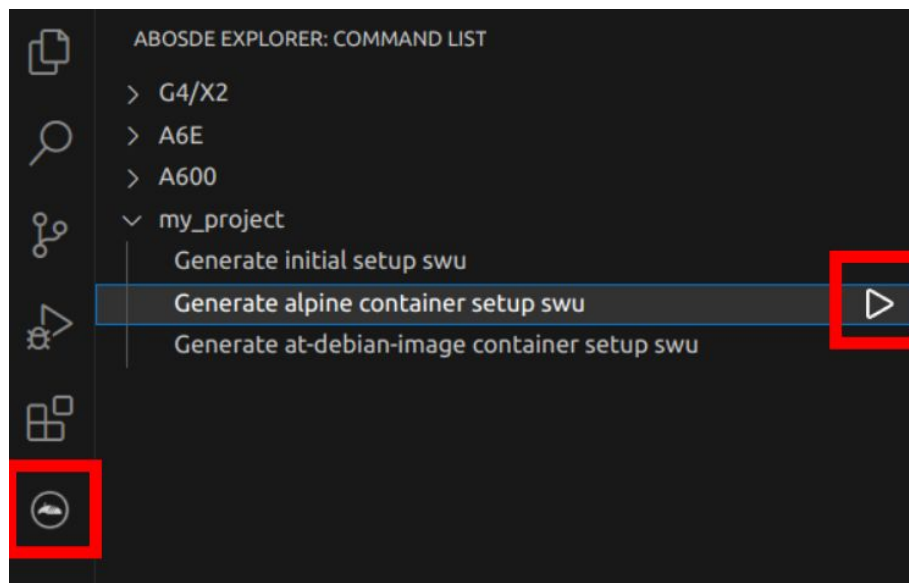 ABOSDE EXPLORER: COMMAND LIST
G4/X2
A6E
A600
my_project
Generate initial setup swu
Generate alpine container setup swu
Generate at-debian-image container setup swu